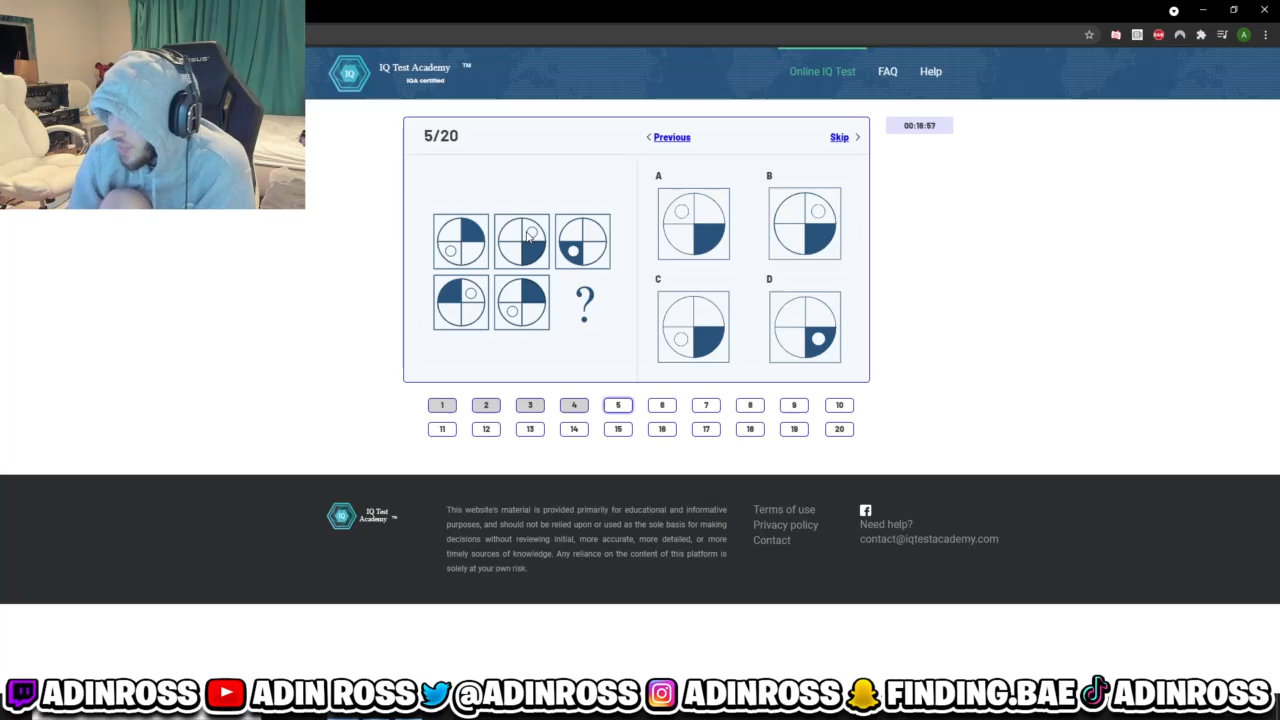 IQ
IQ Test Academy ™
IQA certified
Online IQ Test
FAQ
Help
5/20
Previous
Skip
00:18:57
A
B
?
C
D
1 2 3 4 5 6 7 8 9 10
11 12 13 14 15 16 17 18 19 20
IQ
IQ Test
Academy ™
This website's material is provided primarily for educational and informative
purposes, and should not be relied upon or used as the sole basis for making
decisions without reviewing initial, more accurate, more detailed, or more
timely sources of knowledge. Any reliance on the content of this platform is
solely at your own risk.
Terms of use
Privacy policy
Contact
Need help?
contact@iqtestacademy.com
ADINROSS ADIN ROSS @ADINROSS ADINROSS FINDING.BAE ADINROSS